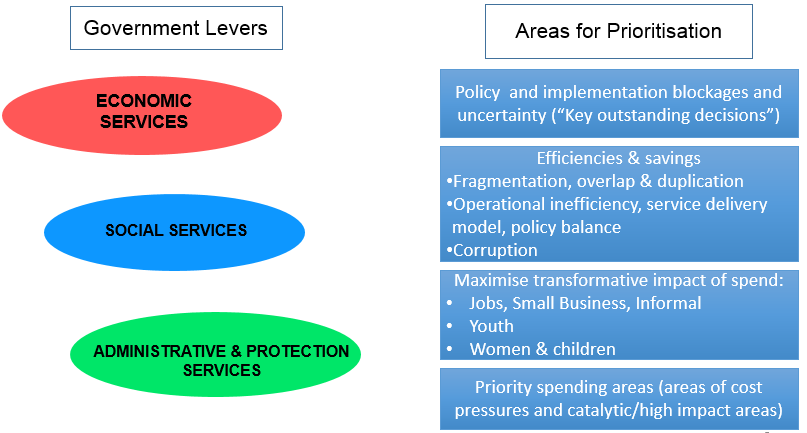 Government Levers
Areas for Prioritisation
ECONOMIC
SERVICES
SOCIAL SERVICES
ADMINISTRATIVE & PROTECTION
SERVICES
Policy and implementation blockages and
uncertainty (“Key outstanding decisions”)
Efficiencies & savings
•Fragmentation, overlap & duplication
•Operational inefficiency, service delivery
model, policy balance
•Corruption
Maximise transformative impact of spend:
• Jobs, Small Business, Informal
• Youth
• Women & children
Priority spending areas (areas of cost
pressures and catalytic/high impact areas)